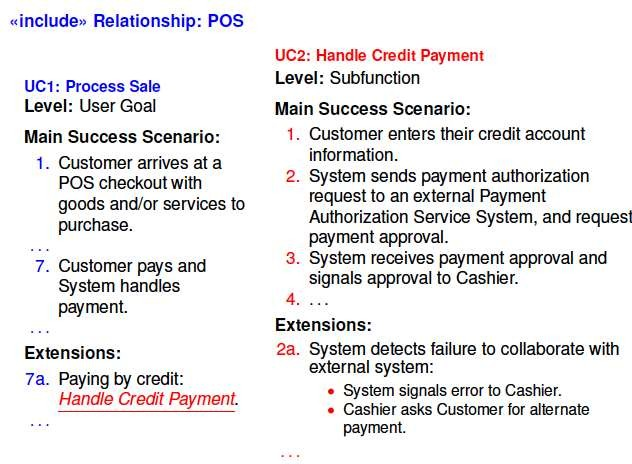 «include» Relationship: POS
UC1: Process Sale
Level: User Goal
Main Success Scenario:
1. Customer arrives at a
POS checkout with
goods and/or services to
purchase.
...
7. Customer pays and
System handles
payment.
...
Extensions:
7a. Paying by credit:
Handle Credit Payment.
...
UC2: Handle Credit Payment
Level: Subfunction
Main Success Scenario:
1. Customer enters their credit account
information.
2. System sends payment authorization
request to an external Payment
Authorization Service System, and request
payment approval.
3. System receives payment approval and
signals approval to Cashier.
4. ...
Extensions:
2a. System detects failure to collaborate with
external system:
• System signals error to Cashier.
• Cashier asks Customer for alternate
payment.
...